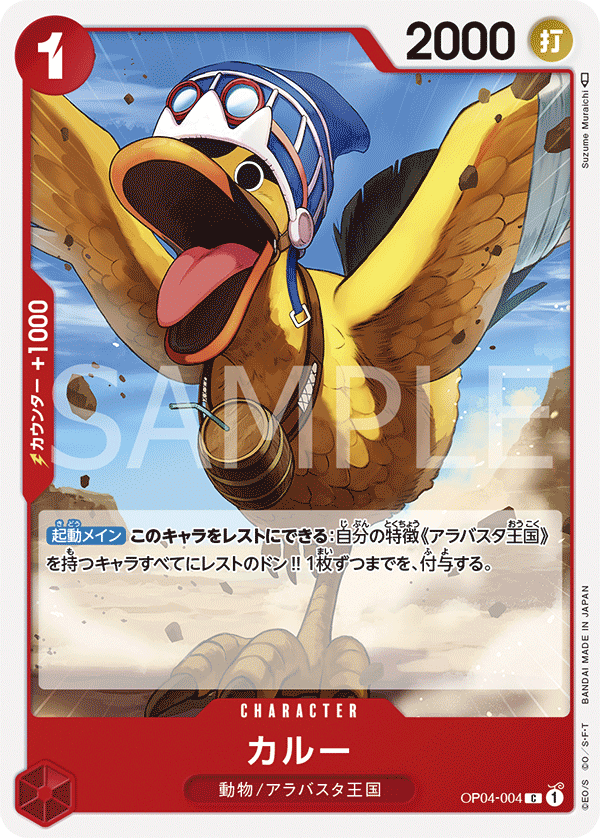 1
2000
打
Suzume Muraichi
カウンター +1000
SAMPLE
起動メイン このキャラをレストにできる:自分の特徴《アラバスタ王国》
を持つキャラすべてにレストのドン!!1枚ずつまでを、付与する。
CHARACTER
カルー
動物/アラバスタ王国
OP04-004 C 1
©EO/S ©O/S・F・T BANDAI MADE IN JAPAN